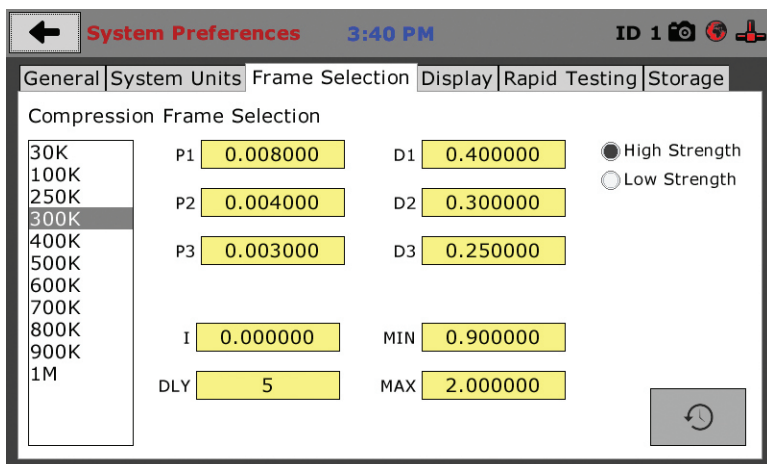 System Preferences 3:40 PM ID 1
General System Units Frame Selection Display Rapid Testing Storage
Compression Frame Selection
30K
100K
250K
300K
400K
500K
600K
700K
800K
900K
1M
P1 0.008000 D1 0.400000
P2 0.004000 D2 0.300000
P3 0.003000 D3 0.250000
I 0.000000 MIN 0.900000
DLY 5 MAX 2.000000
High Strength
Low Strength